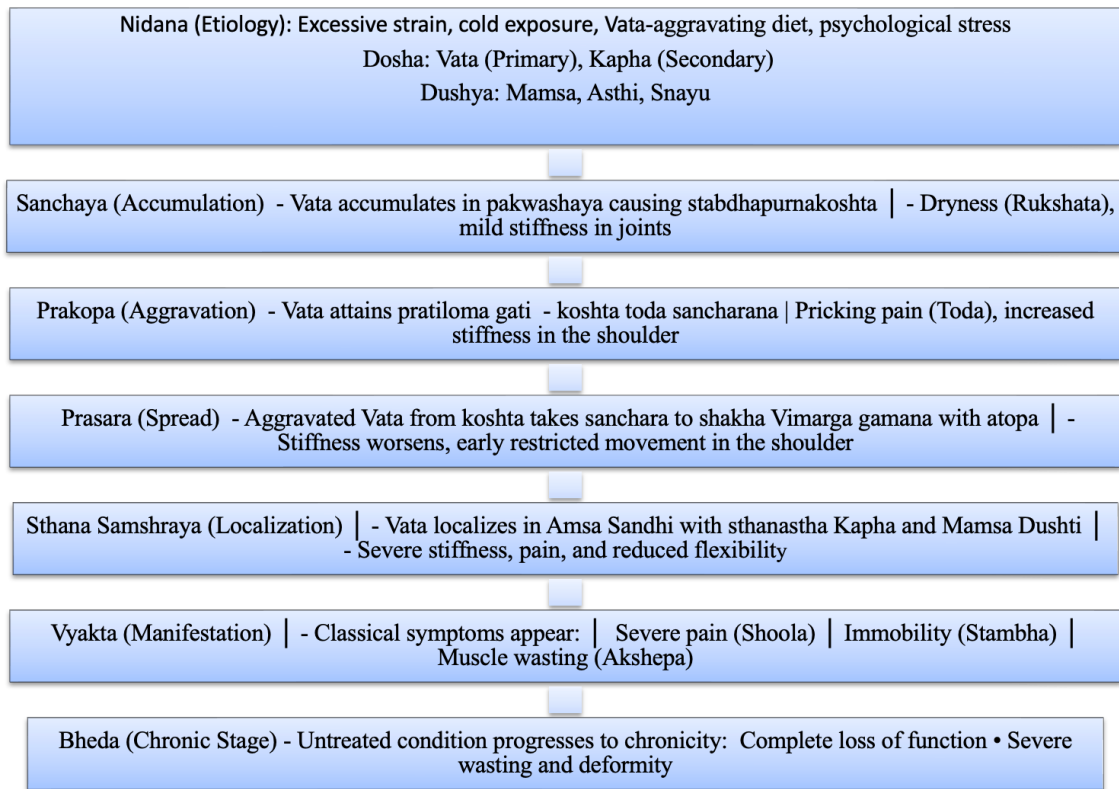 Nidana (Etiology): Excessive strain, cold exposure, Vata-aggravating diet, psychological stress
Dosha: Vata (Primary), Kapha (Secondary)
Dushya: Mamsa, Asthi, Snayu
Sanchaya (Accumulation) - Vata accumulates in pakwashaya causing stabdhapurnakoshta | - Dryness (Rukshata),
mild stiffness in joints
Prakopa (Aggravation) - Vata attains pratiloma gati - koshta toda sancharana | Pricking pain (Toda), increased
stiffness in the shoulder
Prasara (Spread) - Aggravated Vata from koshta takes sanchara to shakha Vimarga gamana with atopa | -
Stiffness worsens, early restricted movement in the shoulder
Sthana Samshraya (Localization) | - Vata localizes in Amsa Sandhi with sthanastha Kapha and Mamsa Dushti |
- Severe stiffness, pain, and reduced flexibility
Vyakta (Manifestation) | - Classical symptoms appear: | Severe pain (Shoola) | Immobility (Stambha) |
Muscle wasting (Akshepa)
Bheda (Chronic Stage) - Untreated condition progresses to chronicity: Complete loss of function • Severe
wasting and deformity